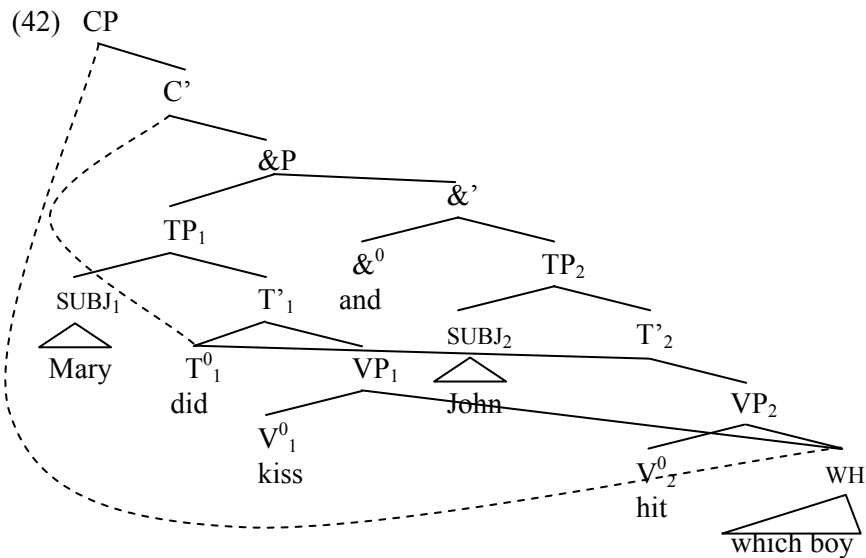 (42) CP
C’
&P
&’
TP₁
&⁰ TP₂
and
SUBJ₁ T’₁ SUBJ₂ T’₂
Mary T⁰₁ VP₁ John VP₂
did
V⁰₁ V⁰₂ WH
kiss hit
which boy